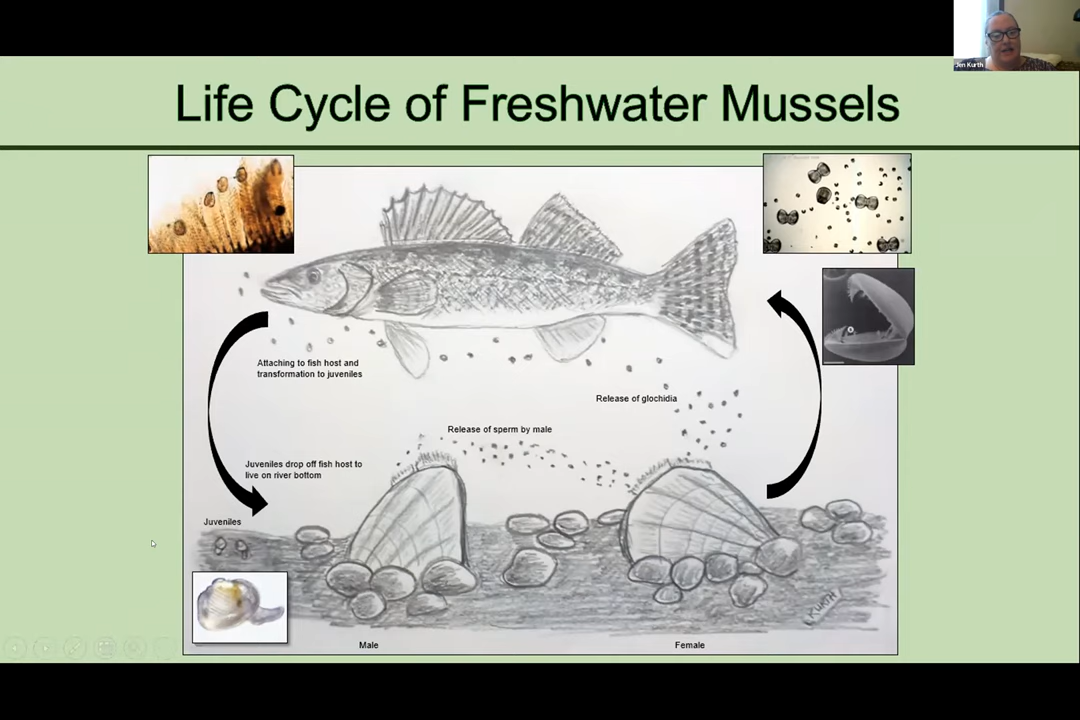 Jen Kurth
Life Cycle of Freshwater Mussels
Attaching to fish host and
transformation to juveniles
Release of glochidia
Release of sperm by male
Juveniles drop off fish host to
live on river bottom
Juveniles
KURTH
Male
Female